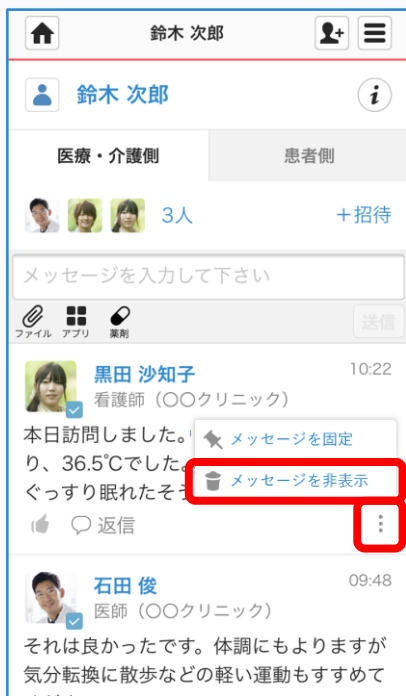 鈴木 次郎
鈴木 次郎
医療・介護側
患者側
3人
＋招待
メッセージを入力して下さい
ファイル アプリ 薬剤
送信
黒田 沙知子
10:22
看護師（〇〇クリニック）
本日訪問しました。
メッセージを固定
り、36.5℃でした。
メッセージを非表示
ぐっすり眠れたそ
返信
石田 俊
09:48
医師（〇〇クリニック）
それは良かったです。体調にもよりますが
気分転換に散歩などの軽い運動もすすめて